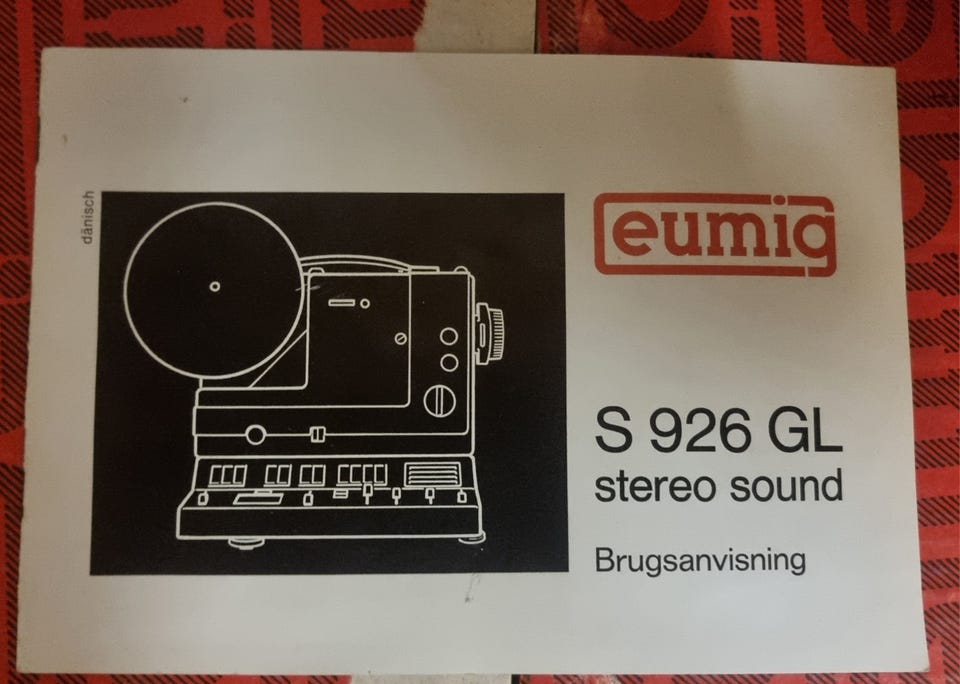 dänisch
eumig
S 926 GL
stereo sound
Brugsanvisning